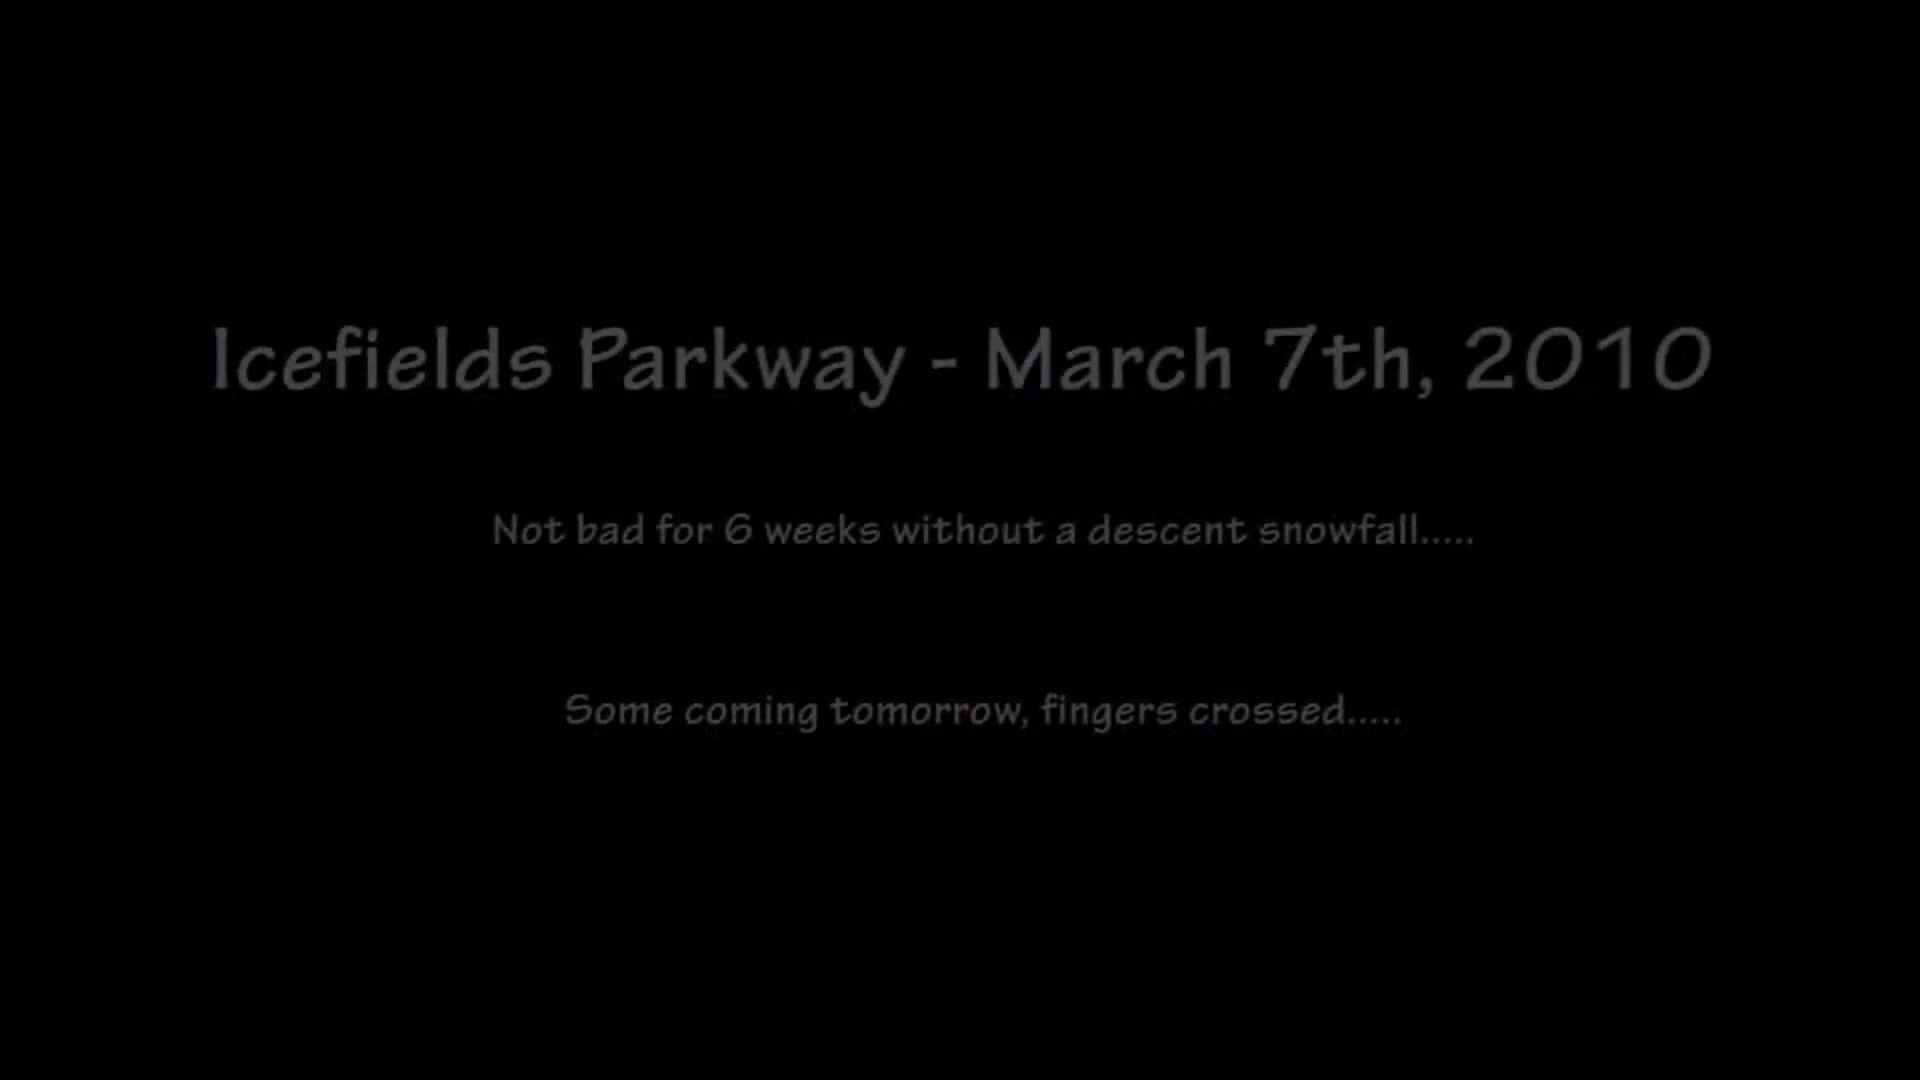 Icefields Parkway - March 7th, 2010
Not bad for 6 weeks without a descent snowfall.....
Some coming tomorrow, fingers crossed.....